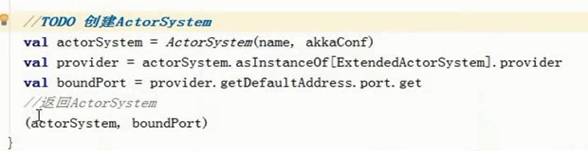 //TODO 创建ActorSystem
val actorSystem = ActorSystem(name, akkaConf)
val provider = actorSystem.asInstanceOf[ExtendedActorSystem].provider
val boundPort = provider.getDefaultAddress.port.get
//返回ActorSystem
(actorSystem, boundPort)
}